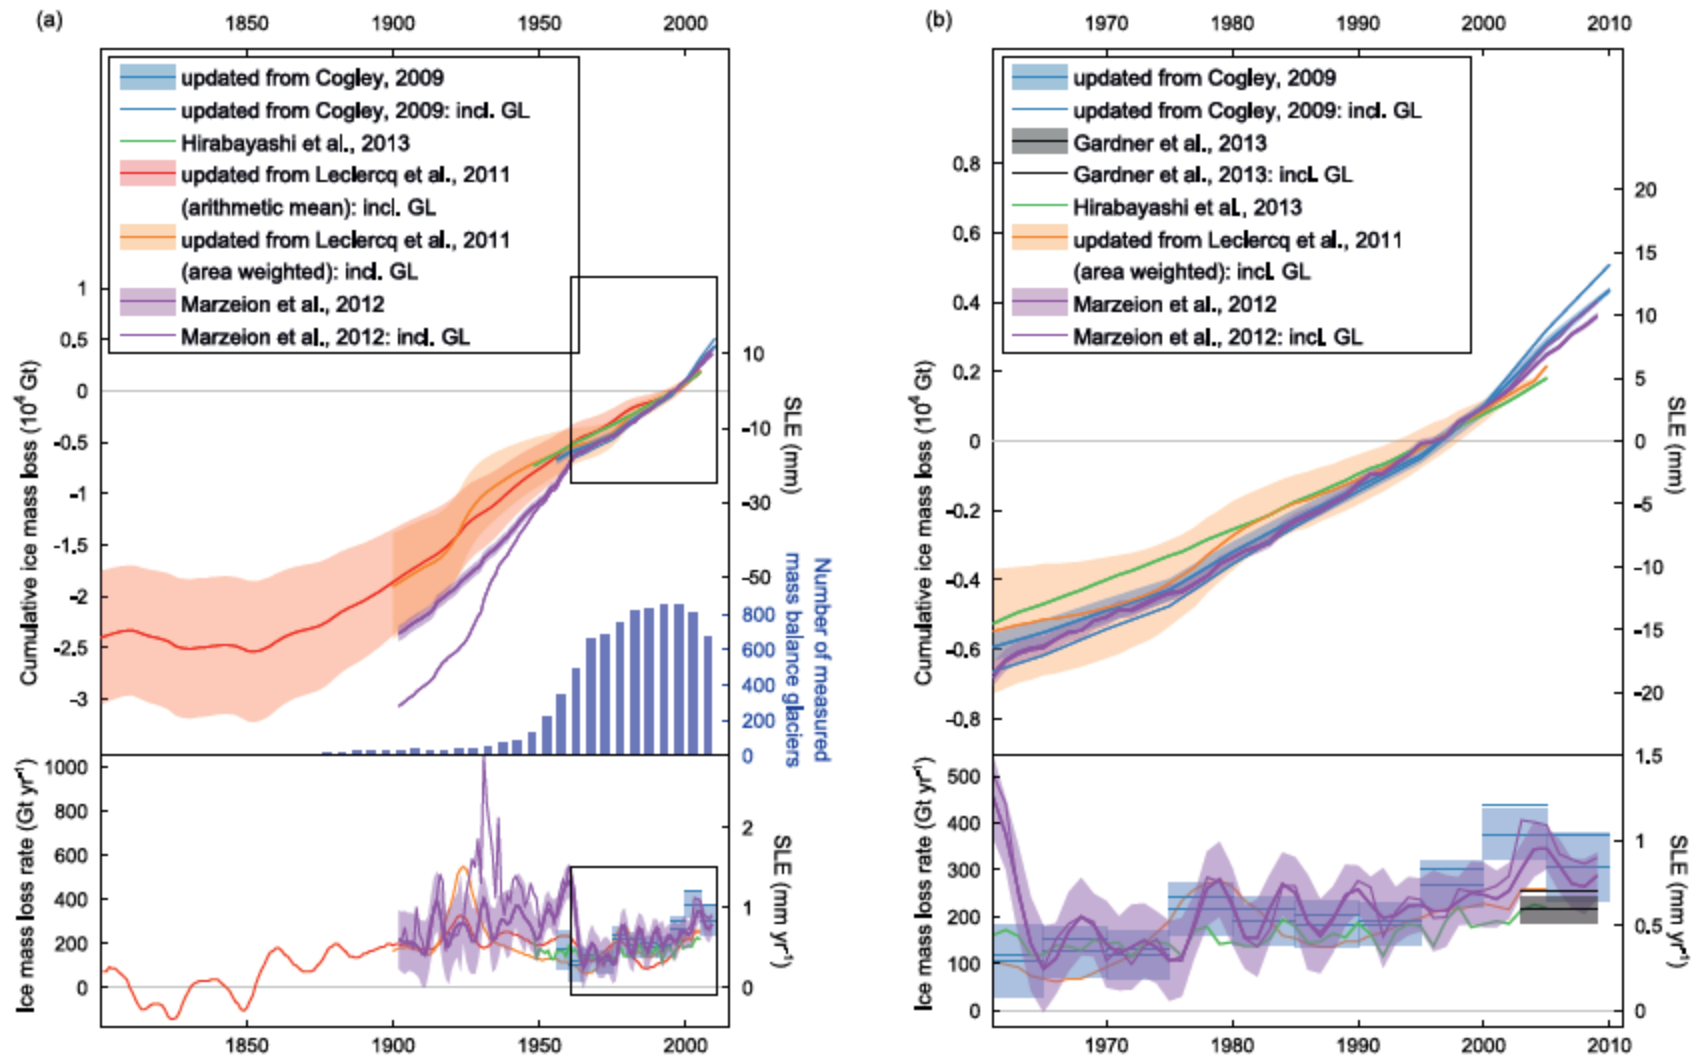 (a)
1850 1900 1950 2000
updated from Cogley, 2009
updated from Cogley, 2009: incl. GL
Hirabayashi et al., 2013
updated from Leclercq et al., 2011
(arithmetic mean): incl. GL
updated from Leclercq et al., 2011
(area weighted): incl. GL
Marzeion et al., 2012
Marzeion et al., 2012: incl. GL
Cumulative ice mass loss (10⁴ Gt)
1
0.5
0
-0.5
-1
-1.5
-2
-2.5
-3
SLE (mm)
10
-10
-30
-50
Number of measured
mass balance glaciers
800
600
400
200
0
Ice mass loss rate (Gt yr⁻¹)
1000
800
600
400
200
0
SLE (mm yr⁻¹)
2
1
0
1850 1900 1950 2000
(b)
1970 1980 1990 2000 2010
updated from Cogley, 2009
updated from Cogley, 2009: incl. GL
Gardner et al., 2013
Gardner et al., 2013: incl. GL
Hirabayashi et al., 2013
updated from Leclercq et al., 2011
(area weighted): incl. GL
Marzeion et al., 2012
Marzeion et al., 2012: incl. GL
Cumulative ice mass loss (10⁴ Gt)
0.8
0.6
0.4
0.2
0
-0.2
-0.4
-0.6
-0.8
SLE (mm)
20
15
10
5
0
-5
-10
-15
-20
Ice mass loss rate (Gt yr⁻¹)
500
400
300
200
100
0
SLE (mm yr⁻¹)
1.5
1
0.5
0
1970 1980 1990 2000 2010